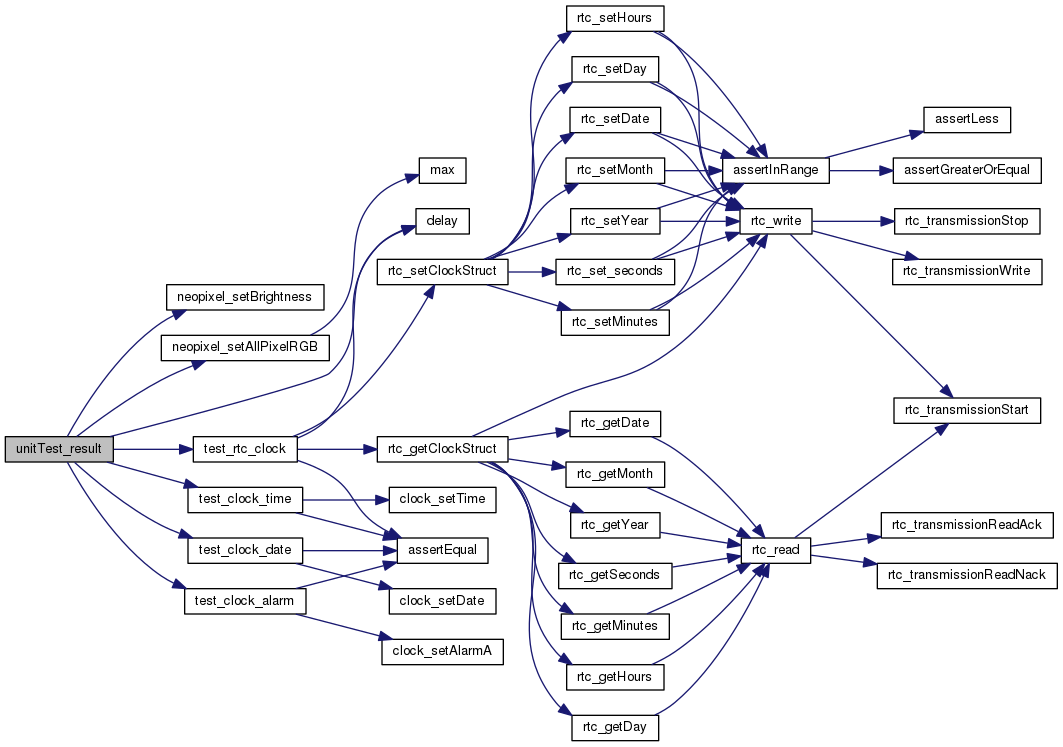 rtc_setHours
rtc_setDay
rtc_setDate
assertLess
max
rtc_setMonth
assertInRange
assertGreaterOrEqual
delay
rtc_setYear
rtc_write
rtc_transmissionStop
rtc_setClockStruct
rtc_set_seconds
rtc_transmissionWrite
neopixel_setBrightness
rtc_setMinutes
neopixel_setAllPixelRGB
rtc_transmissionStart
rtc_getDate
unitTest_result
test_rtc_clock
rtc_getClockStruct
rtc_getMonth
test_clock_time
clock_setTime
rtc_getYear
rtc_transmissionReadAck
test_clock_date
assertEqual
rtc_read
rtc_getSeconds
rtc_transmissionReadNack
test_clock_alarm
clock_setDate
rtc_getMinutes
clock_setAlarmA
rtc_getHours
rtc_getDay